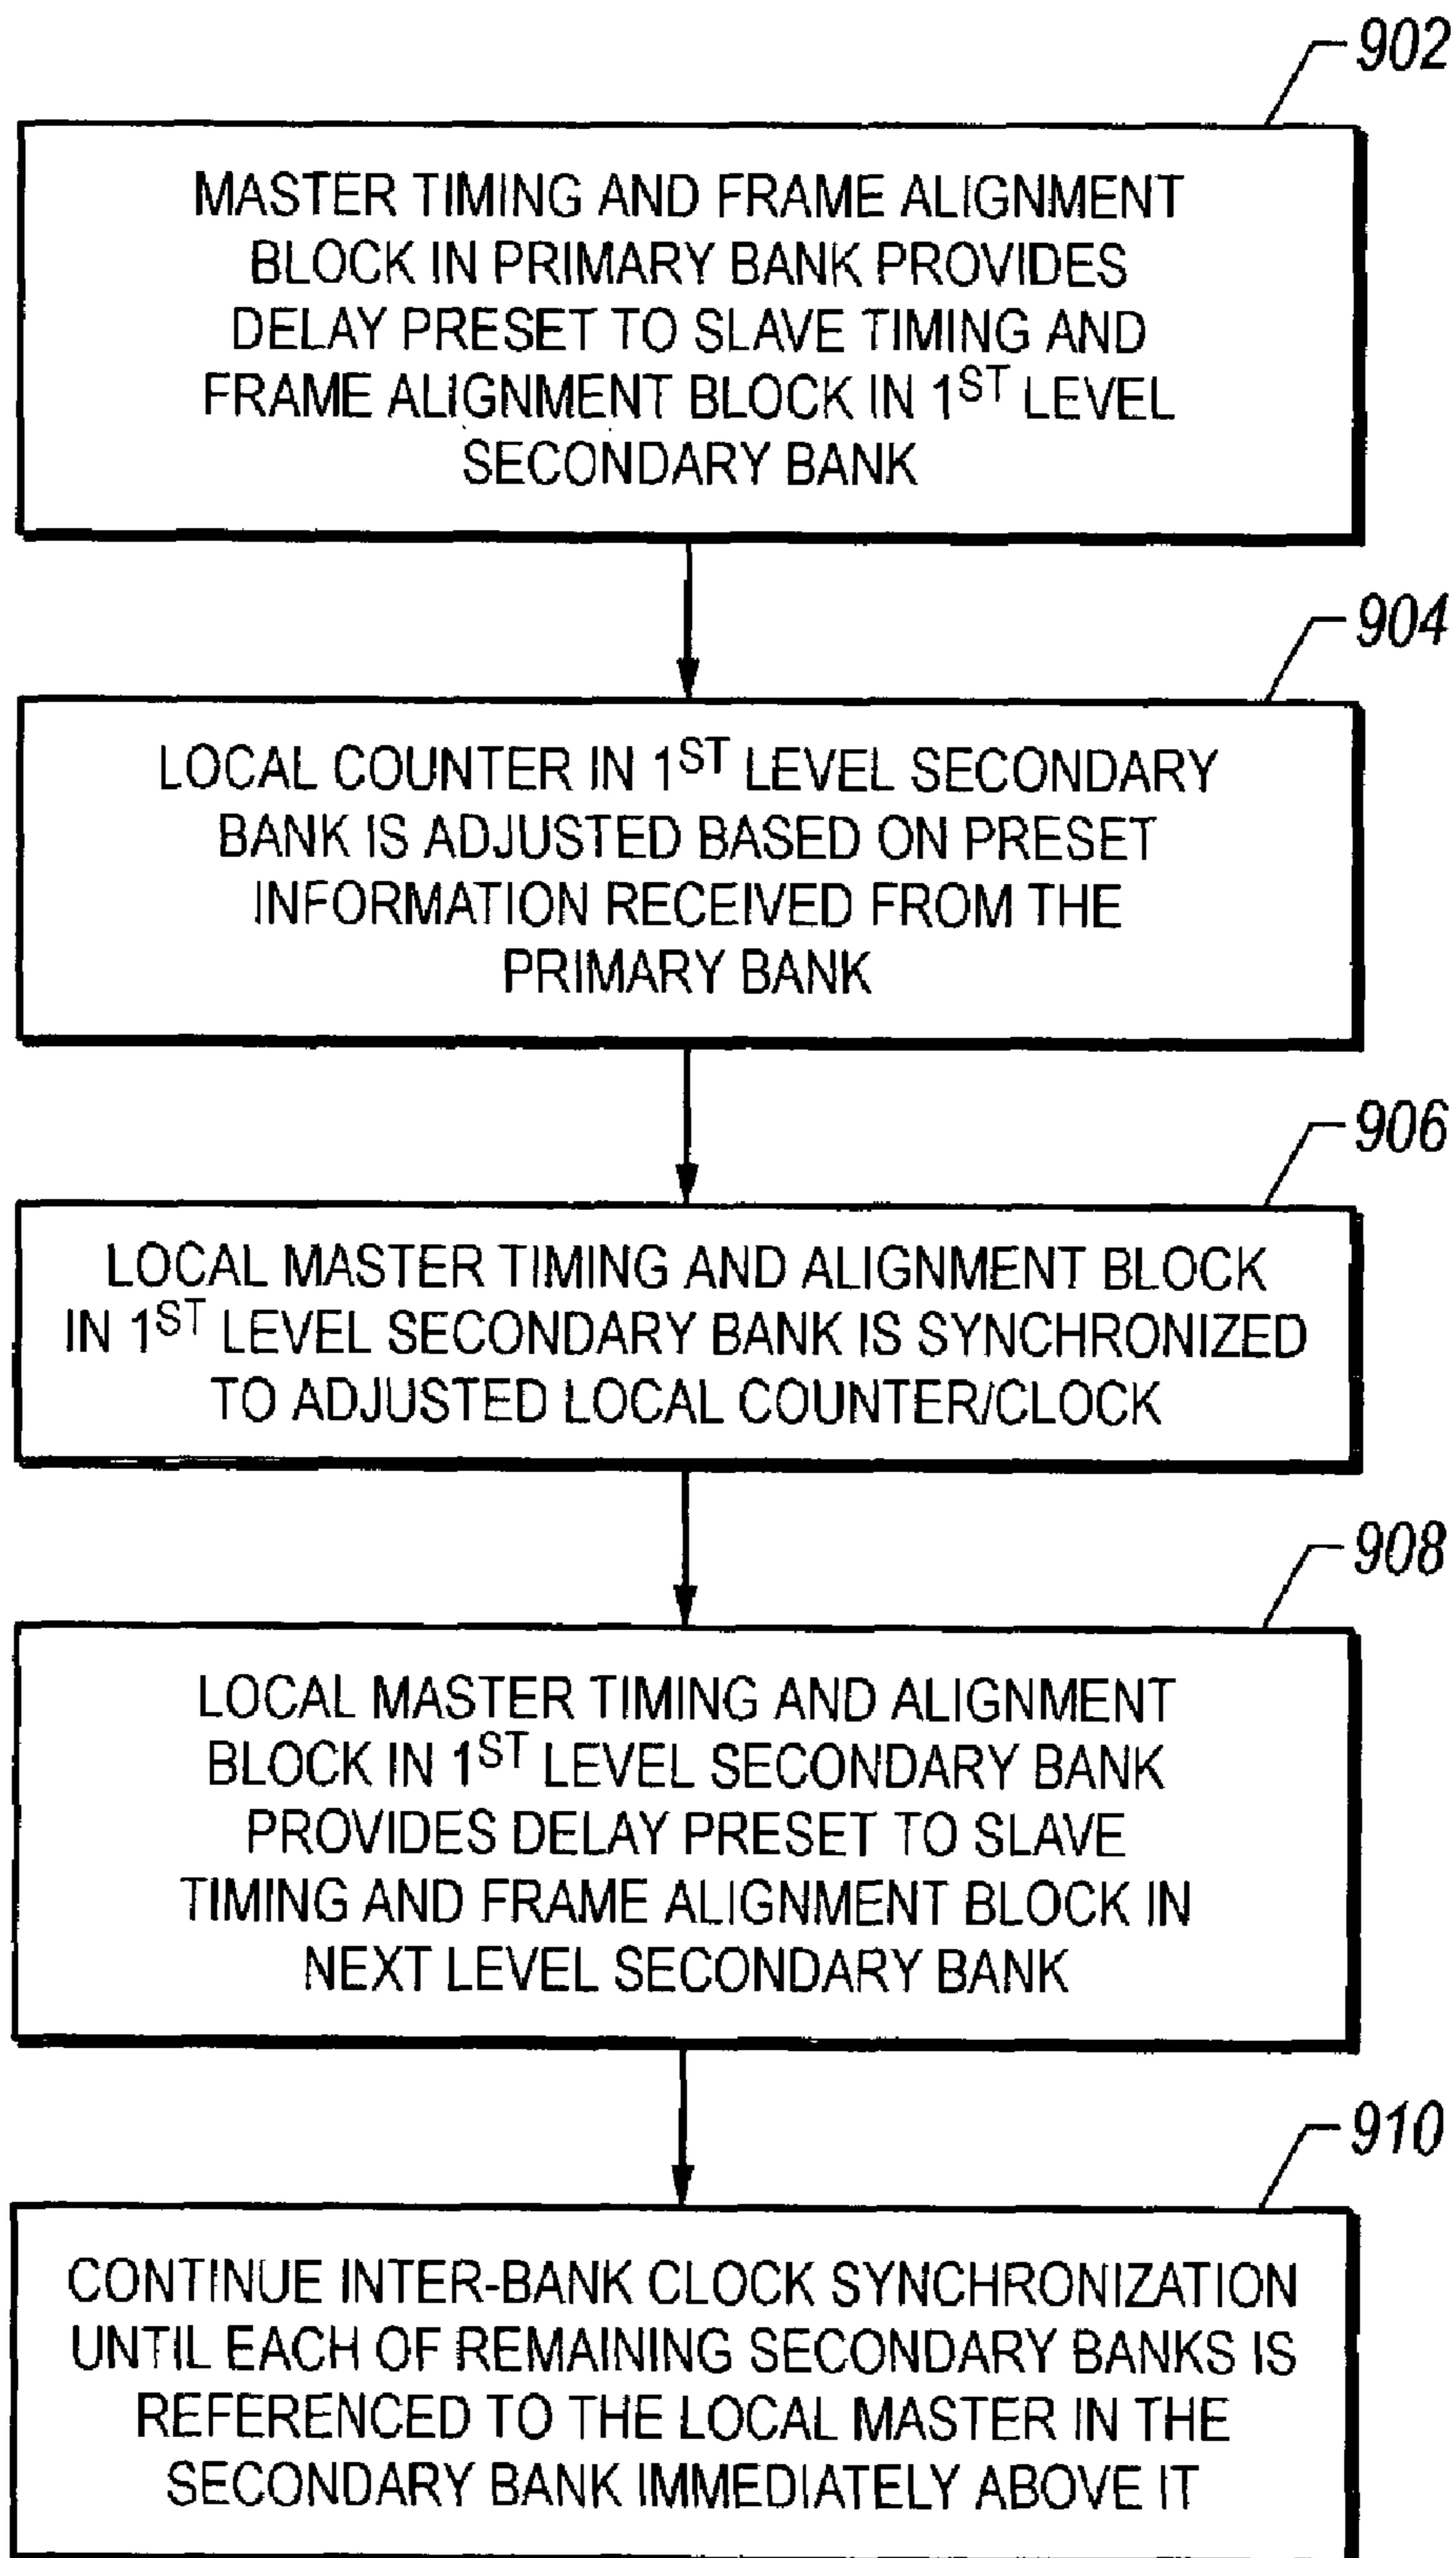 902
MASTER TIMING AND FRAME ALIGNMENT
BLOCK IN PRIMARY BANK PROVIDES
DELAY PRESET TO SLAVE TIMING AND
FRAME ALIGNMENT BLOCK IN 1ST LEVEL
SECONDARY BANK
904
LOCAL COUNTER IN 1ST LEVEL SECONDARY
BANK IS ADJUSTED BASED ON PRESET
INFORMATION RECEIVED FROM THE
PRIMARY BANK
906
LOCAL MASTER TIMING AND ALIGNMENT BLOCK
IN 1ST LEVEL SECONDARY BANK IS SYNCHRONIZED
TO ADJUSTED LOCAL COUNTER/CLOCK
908
LOCAL MASTER TIMING AND ALIGNMENT
BLOCK IN 1ST LEVEL SECONDARY BANK
PROVIDES DELAY PRESET TO SLAVE
TIMING AND FRAME ALIGNMENT BLOCK IN
NEXT LEVEL SECONDARY BANK
910
CONTINUE INTER-BANK CLOCK SYNCHRONIZATION
UNTIL EACH OF REMAINING SECONDARY BANKS IS
REFERENCED TO THE LOCAL MASTER IN THE
SECONDARY BANK IMMEDIATELY ABOVE IT